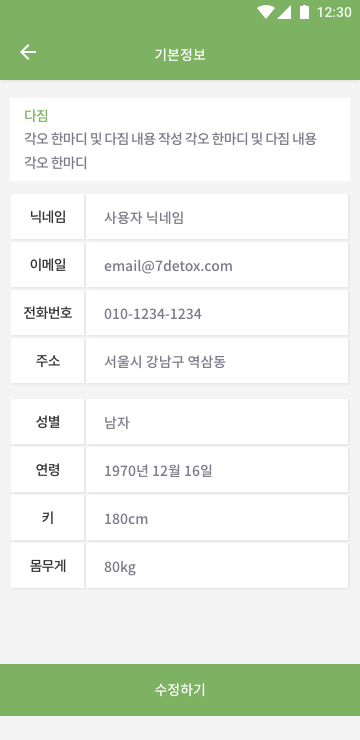 12:30
기본정보
다짐
각오 한마디 및 다짐 내용 작성 각오 한마디 및 다짐 내용
각오 한마디
닉네임 사용자 닉네임
이메일 email@7detox.com
전화번호 010-1234-1234
주소 서울시 강남구 역삼동
성별 남자
연령 1970년 12월 16일
키 180cm
몸무게 80kg
수정하기